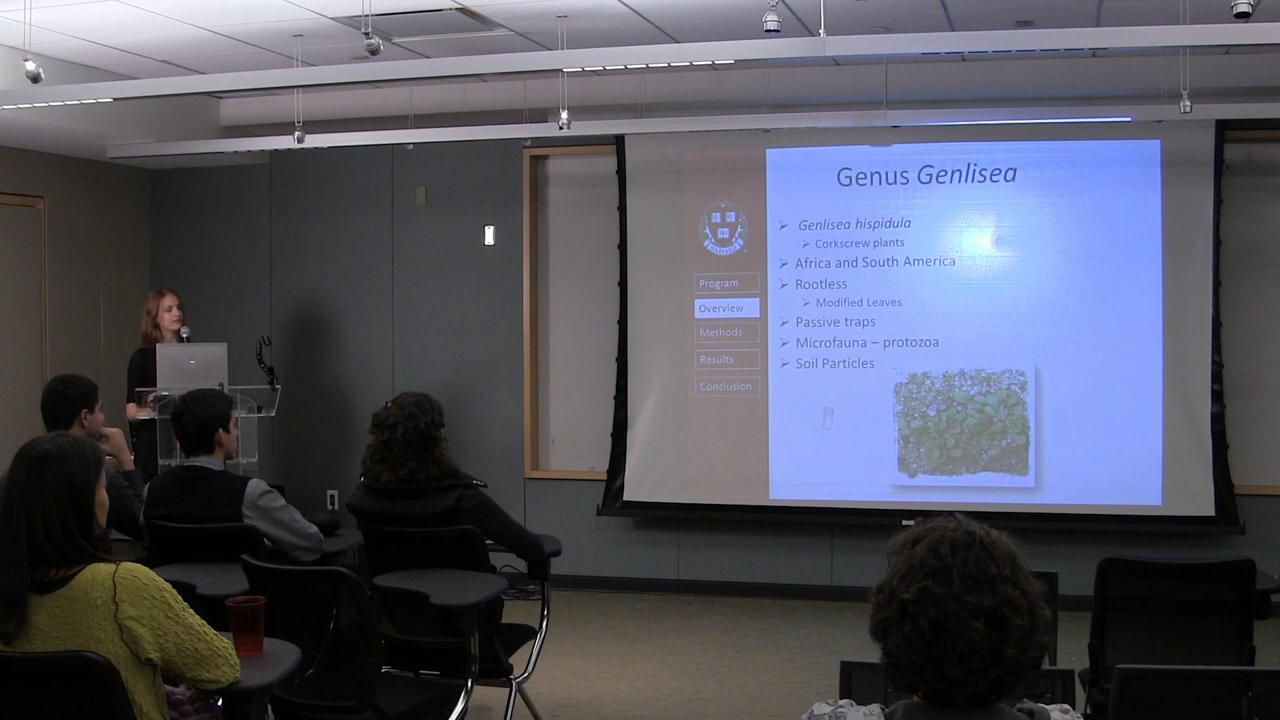 Genus Genlisea
Program
Overview
Methods
Results
Conclusion
Genlisea hispidula
Corkscrew plants
Africa and South America
Rootless
Modified Leaves
Passive traps
Microfauna – protozoa
Soil Particles